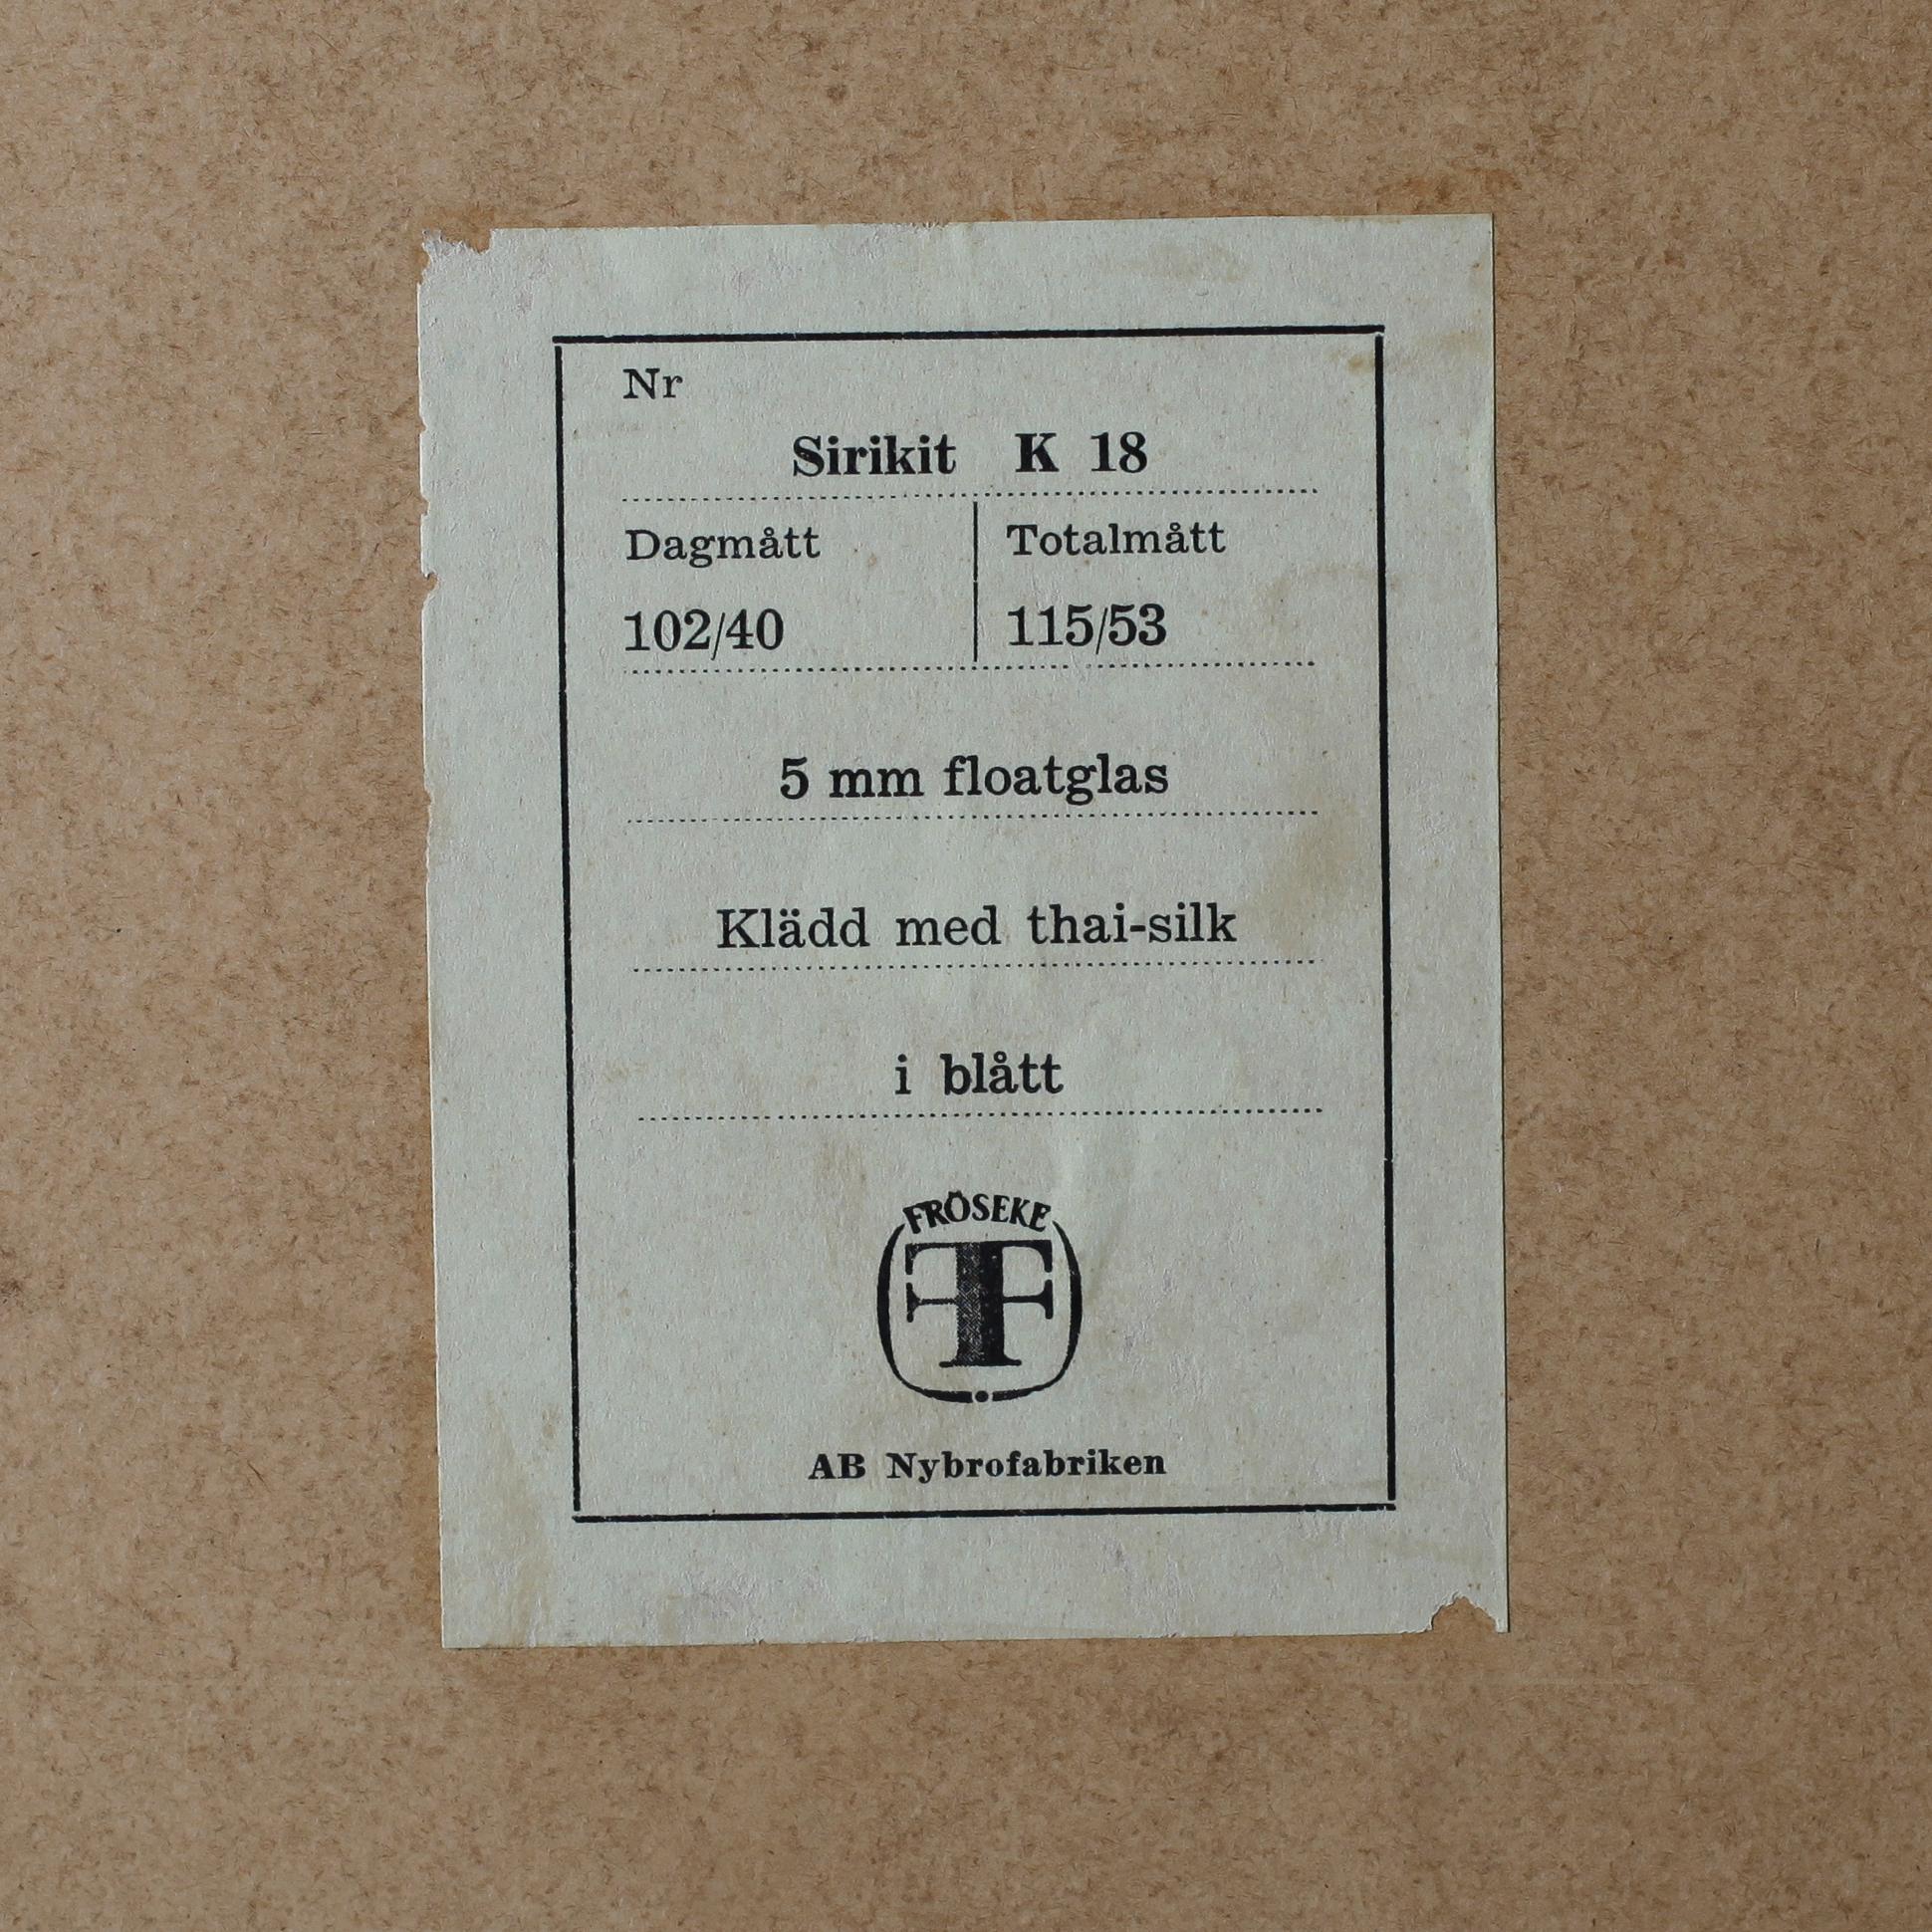 Nr
Sirikit K 18
Dagmått Totalmått
102/40 115/53
5 mm floatglas
Klädd med thai-silk
i blått
FRÖSEKE
F
AB Nybrofabriken